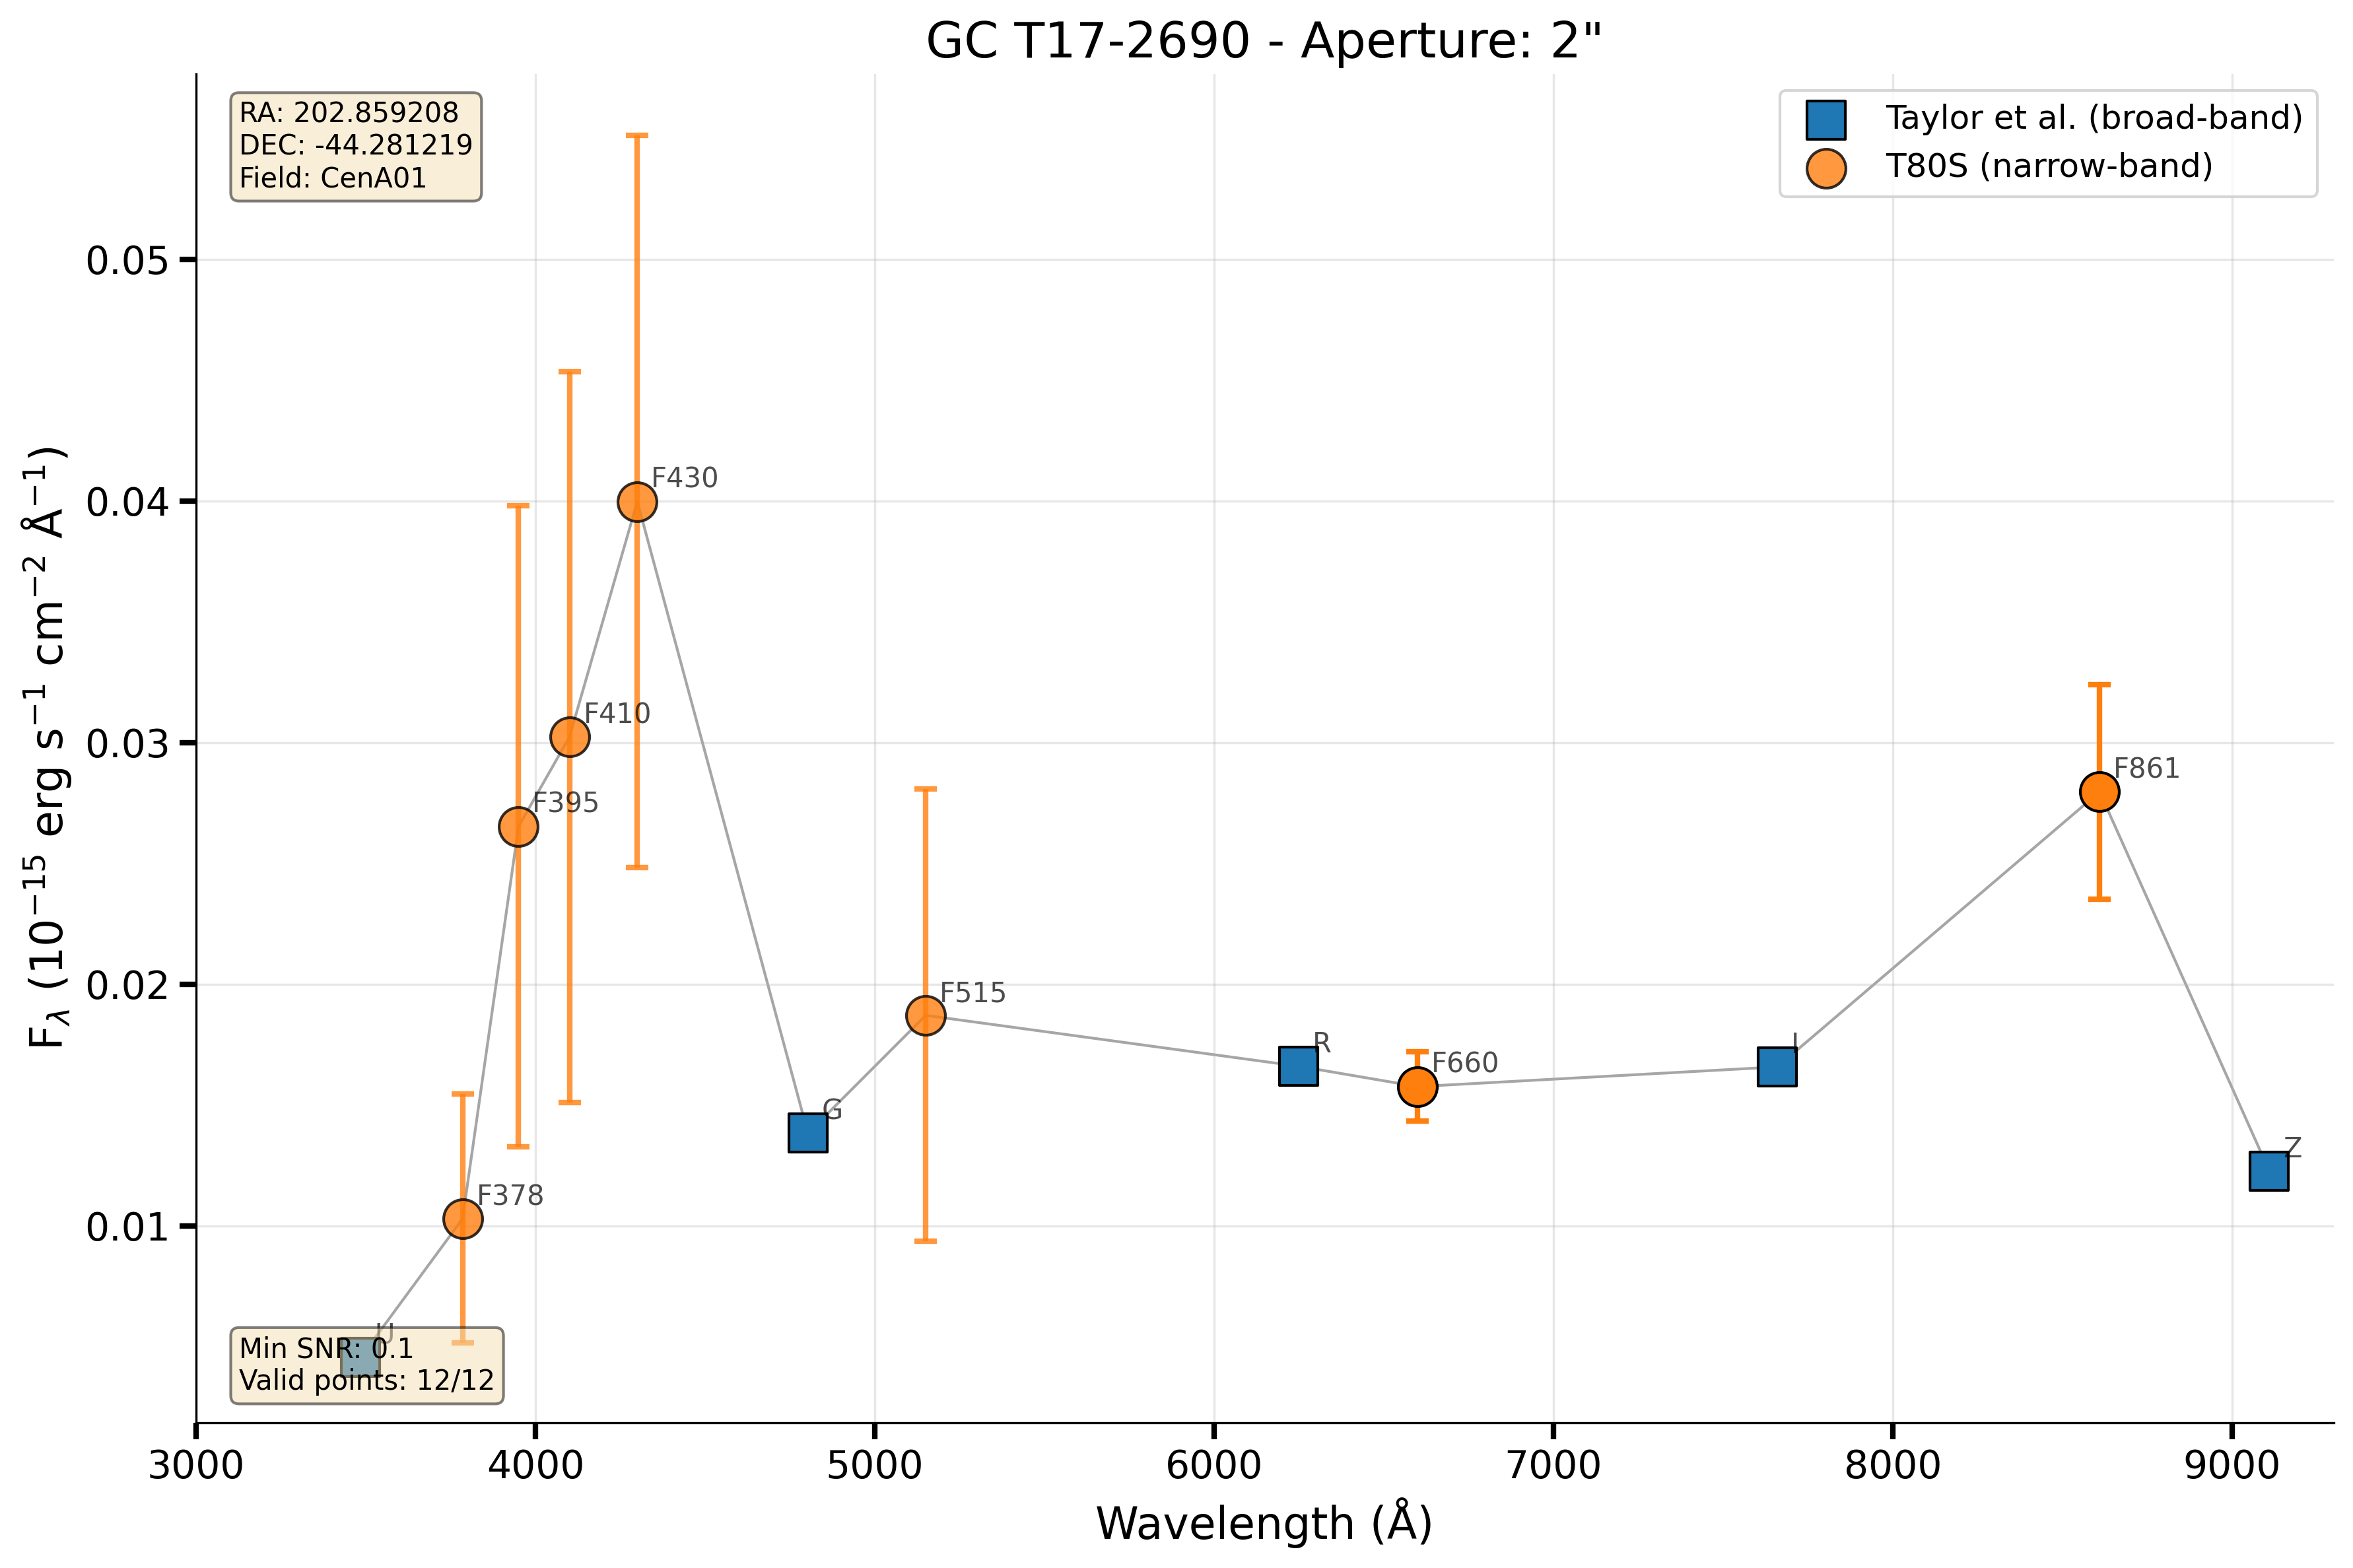 GC T17-2690 - Aperture: 2"
RA: 202.859208
DEC: -44.281219
Field: CenA01
Taylor et al. (broad-band)
T80S (narrow-band)
F_λ (10⁻¹⁵ erg s⁻¹ cm⁻² Å⁻¹)
0.05
0.04
0.03
0.02
0.01
F430
F410
F395
F378
U
G
F515
R
F660
I
F861
Z
Min SNR: 0.1
Valid points: 12/12
3000 4000 5000 6000 7000 8000 9000
Wavelength (Å)